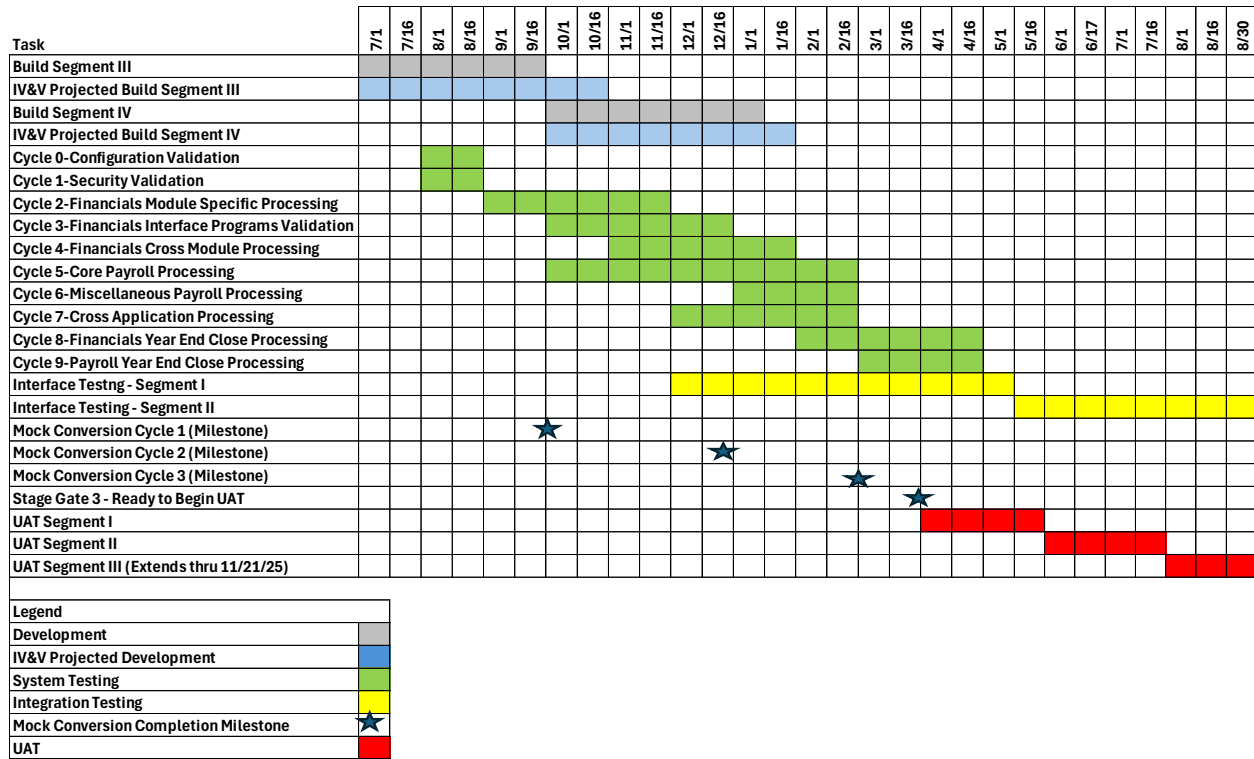 Task 7/1 7/16 8/1 8/16 9/1 9/16 10/1 10/16 11/1 11/16 12/1 12/16 1/1 1/16 2/1 2/16 3/1 3/16 4/1 4/16 5/1 5/16 6/1 6/17 7/1 7/16 8/1 8/16 8/30
Build Segment III
IV&V Projected Build Segment III
Build Segment IV
IV&V Projected Build Segment IV
Cycle 0-Configuration Validation
Cycle 1-Security Validation
Cycle 2-Financials Module Specific Processing
Cycle 3-Financials Interface Programs Validation
Cycle 4-Financials Cross Module Processing
Cycle 5-Core Payroll Processing
Cycle 6-Miscellaneous Payroll Processing
Cycle 7-Cross Application Processing
Cycle 8-Financials Year End Close Processing
Cycle 9-Payroll Year End Close Processing
Interface Testng - Segment I
Interface Testing - Segment II
Mock Conversion Cycle 1 (Milestone)
Mock Conversion Cycle 2 (Milestone)
Mock Conversion Cycle 3 (Milestone)
Stage Gate 3 - Ready to Begin UAT
UAT Segment I
UAT Segment II
UAT Segment III (Extends thru 11/21/25)
Legend
Development
IV&V Projected Development
System Testing
Integration Testing
Mock Conversion Completion Milestone
UAT